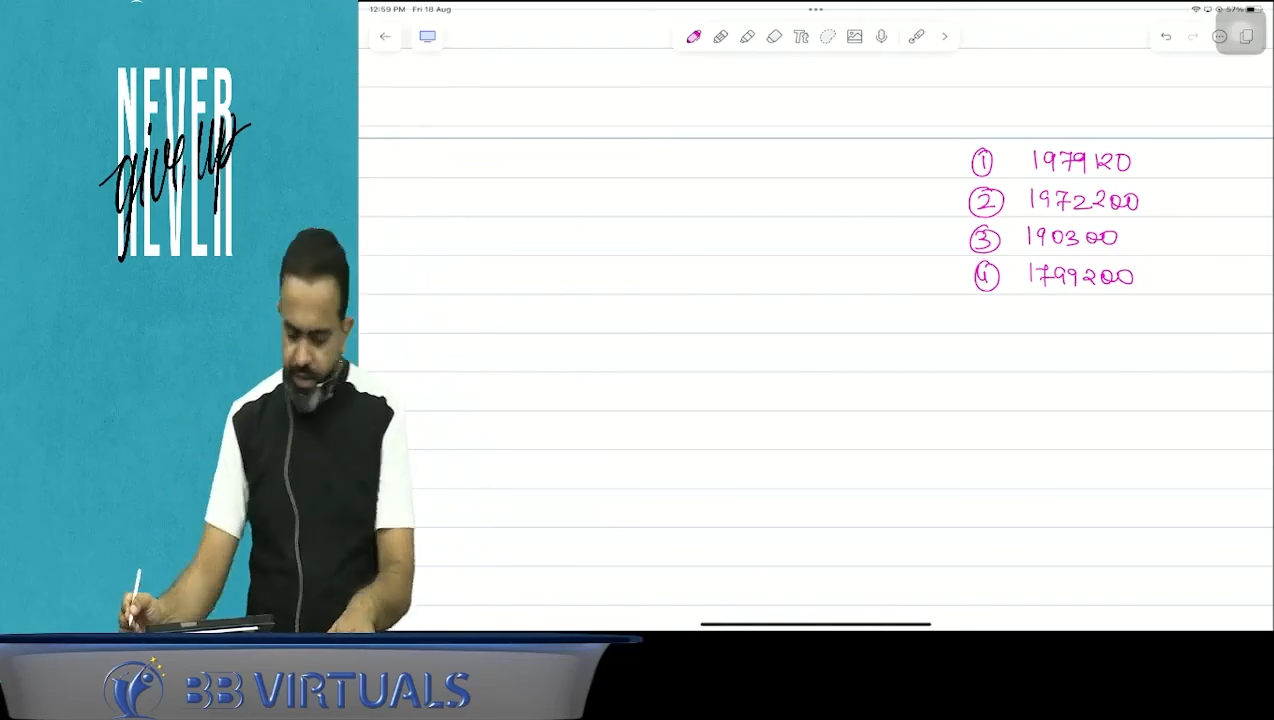 12:59 PM Fri 18 Aug
57%
NEVER
give up
NEVER
① 1979120
② 1972200
③ 190300
④ 1799200
BB VIRTUALS